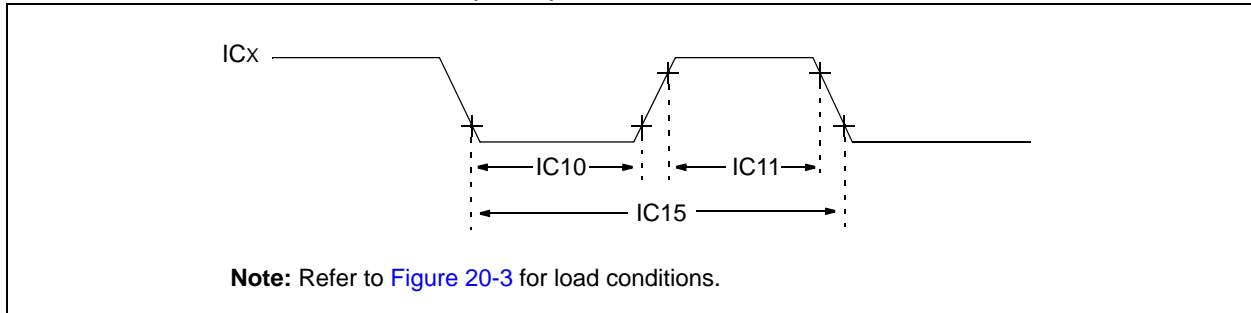 ICX
IC10
IC11
IC15
Note: Refer to Figure 20-3 for load conditions.